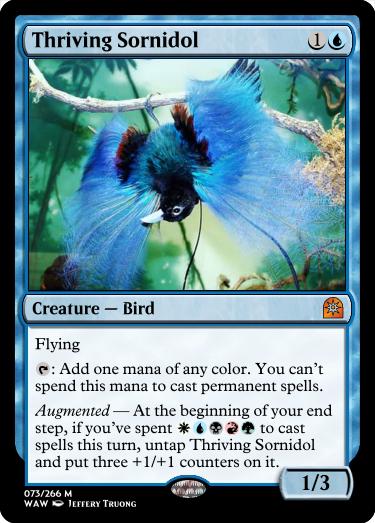 Thriving Sornidol 1
Creature — Bird
Flying
: Add one mana of any color. You can't
spend this mana to cast permanent spells.
Augmented — At the beginning of your end
step, if you've spent to cast
spells this turn, untap Thriving Sornidol
and put three +1/+1 counters on it.
1/3
073/266 M
WAW Jeffery Truong